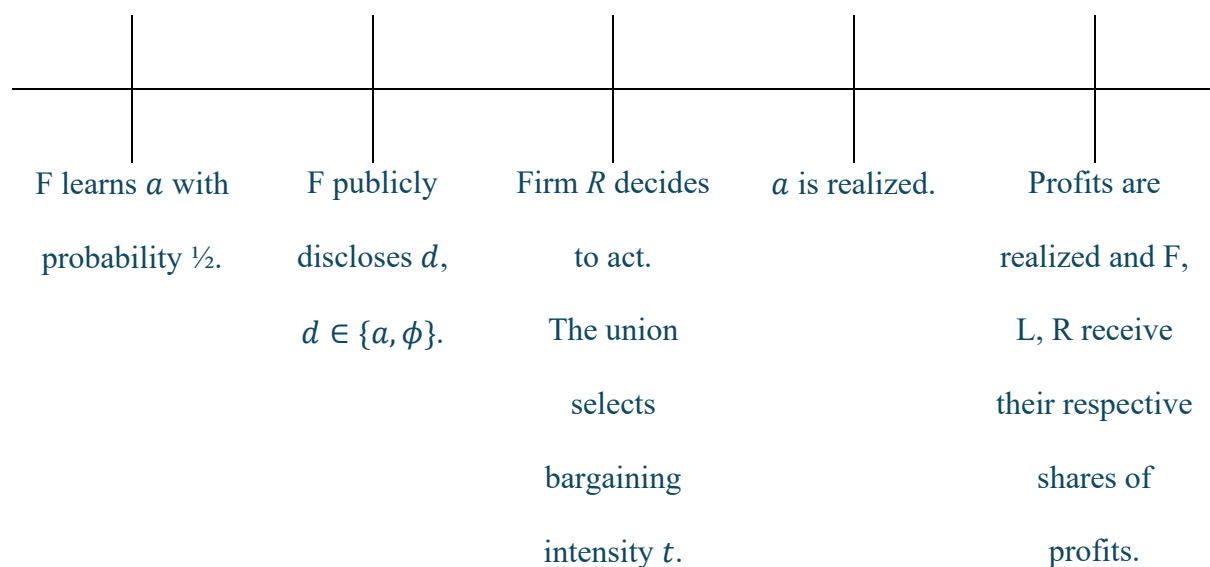 F learns 𝑎 with
probability ½.
F publicly
discloses 𝑑,
𝑑 ∈ {𝑎, 𝜙}.
Firm R decides
to act.
The union
selects
bargaining
intensity 𝑡.
𝑎 is realized.
Profits are
realized and F,
L, R receive
their respective
shares of
profits.